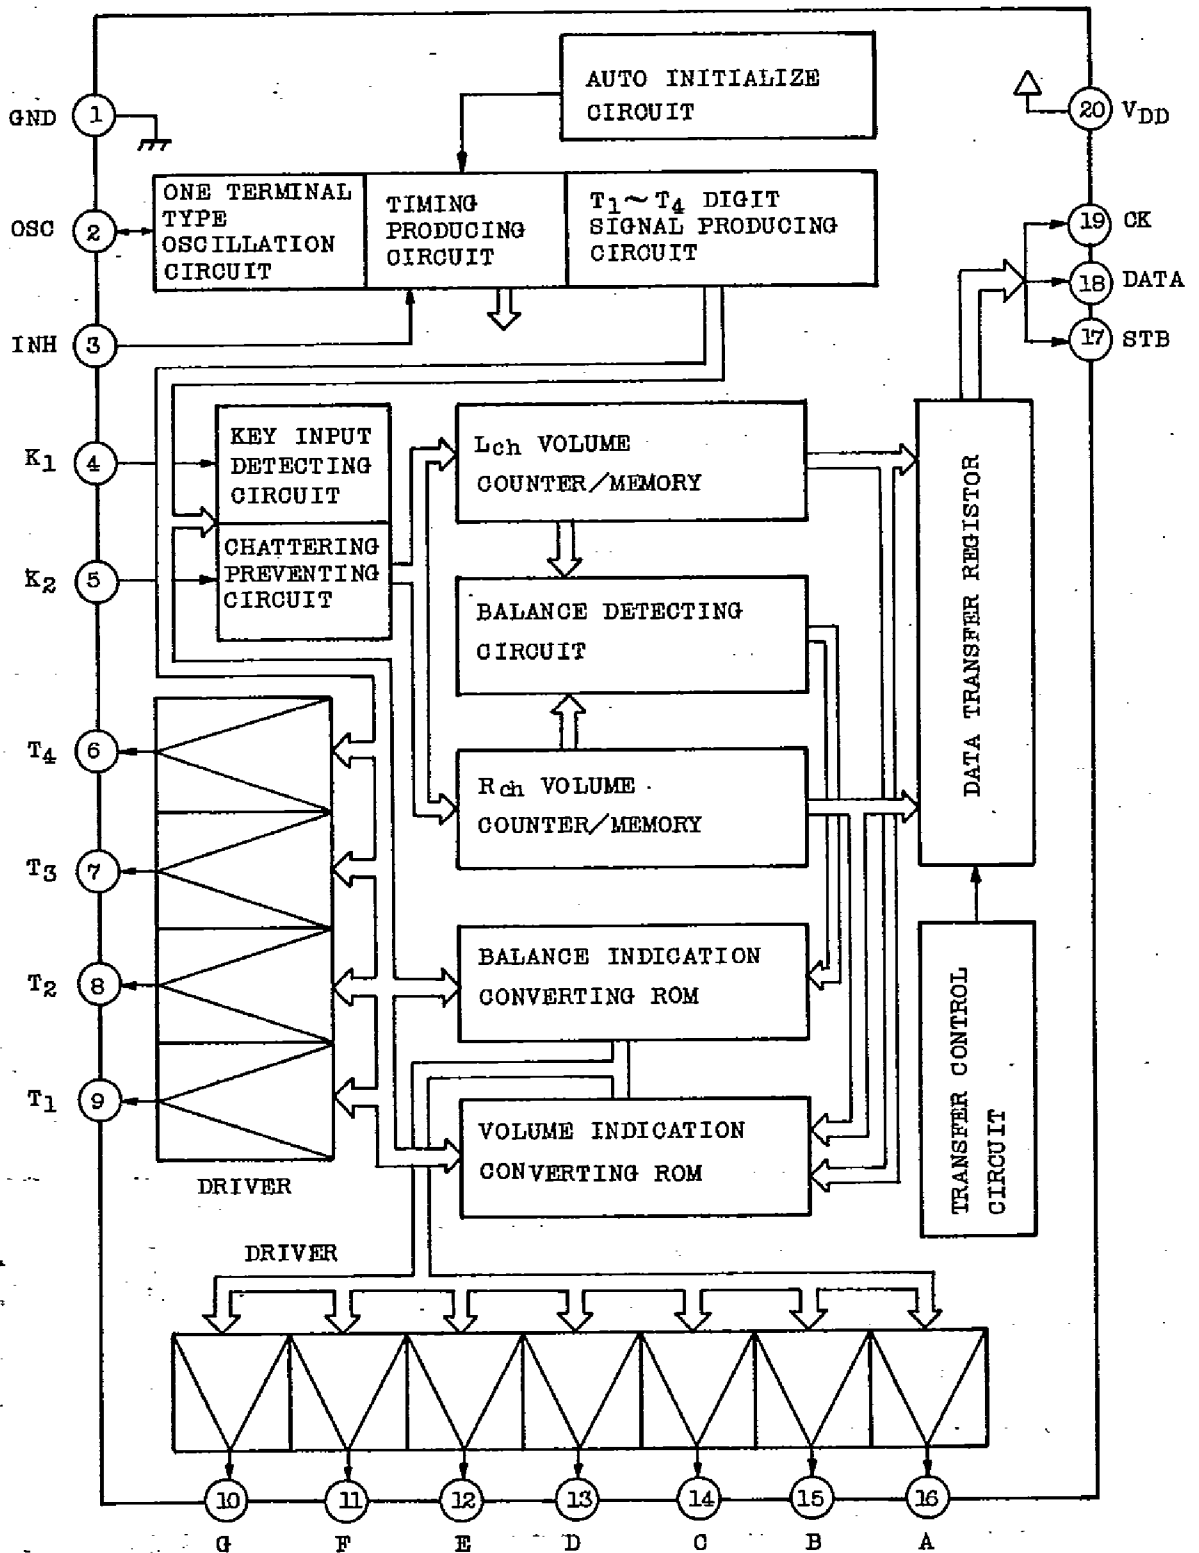 AUTO INITIALIZE
CIRCUIT
GND 1
20 VDD
ONE TERMINAL
TYPE
OSCILLATION
CIRCUIT
TIMING
PRODUCING
CIRCUIT
T1~T4 DIGIT
SIGNAL PRODUCING
CIRCUIT
OSC 2
19 CK
18 DATA
INH 3
17 STB
KEY INPUT
DETECTING
CIRCUIT
Lch VOLUME
COUNTER/MEMORY
K1 4
CHATTERING
PREVENTING
CIRCUIT
K2 5
BALANCE DETECTING
CIRCUIT
DATA TRANSFER REGISTOR
T4 6
Rch VOLUME
COUNTER/MEMORY
T3 7
BALANCE INDICATION
CONVERTING ROM
T2 8
TRANSFER CONTROL
CIRCUIT
T1 9
VOLUME INDICATION
CONVERTING ROM
DRIVER
DRIVER
10 11 12 13 14 15 16
G F E D C B A